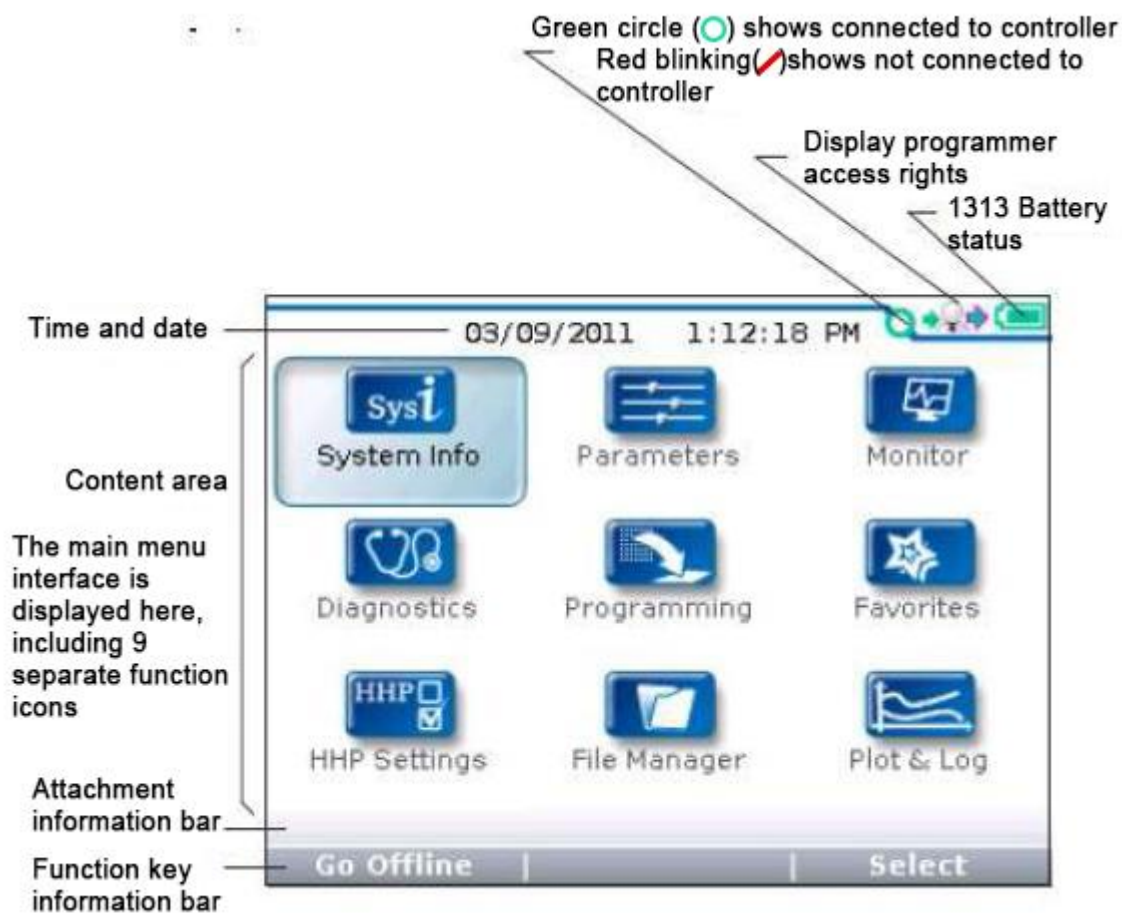 Green circle ( ) shows connected to controller
Red blinking( )shows not connected to
controller
Display programmer
access rights
1313 Battery
status
Time and date
03/09/2011 1:12:18 PM
Sysi
System Info
Parameters
Monitor
Content area
The main menu
interface is
displayed here,
including 9
separate function
icons
Diagnostics
Programming
Favorites
HHP
HHP Settings
File Manager
Plot & Log
Attachment
information bar
Function key
information bar
Go Offline
Select